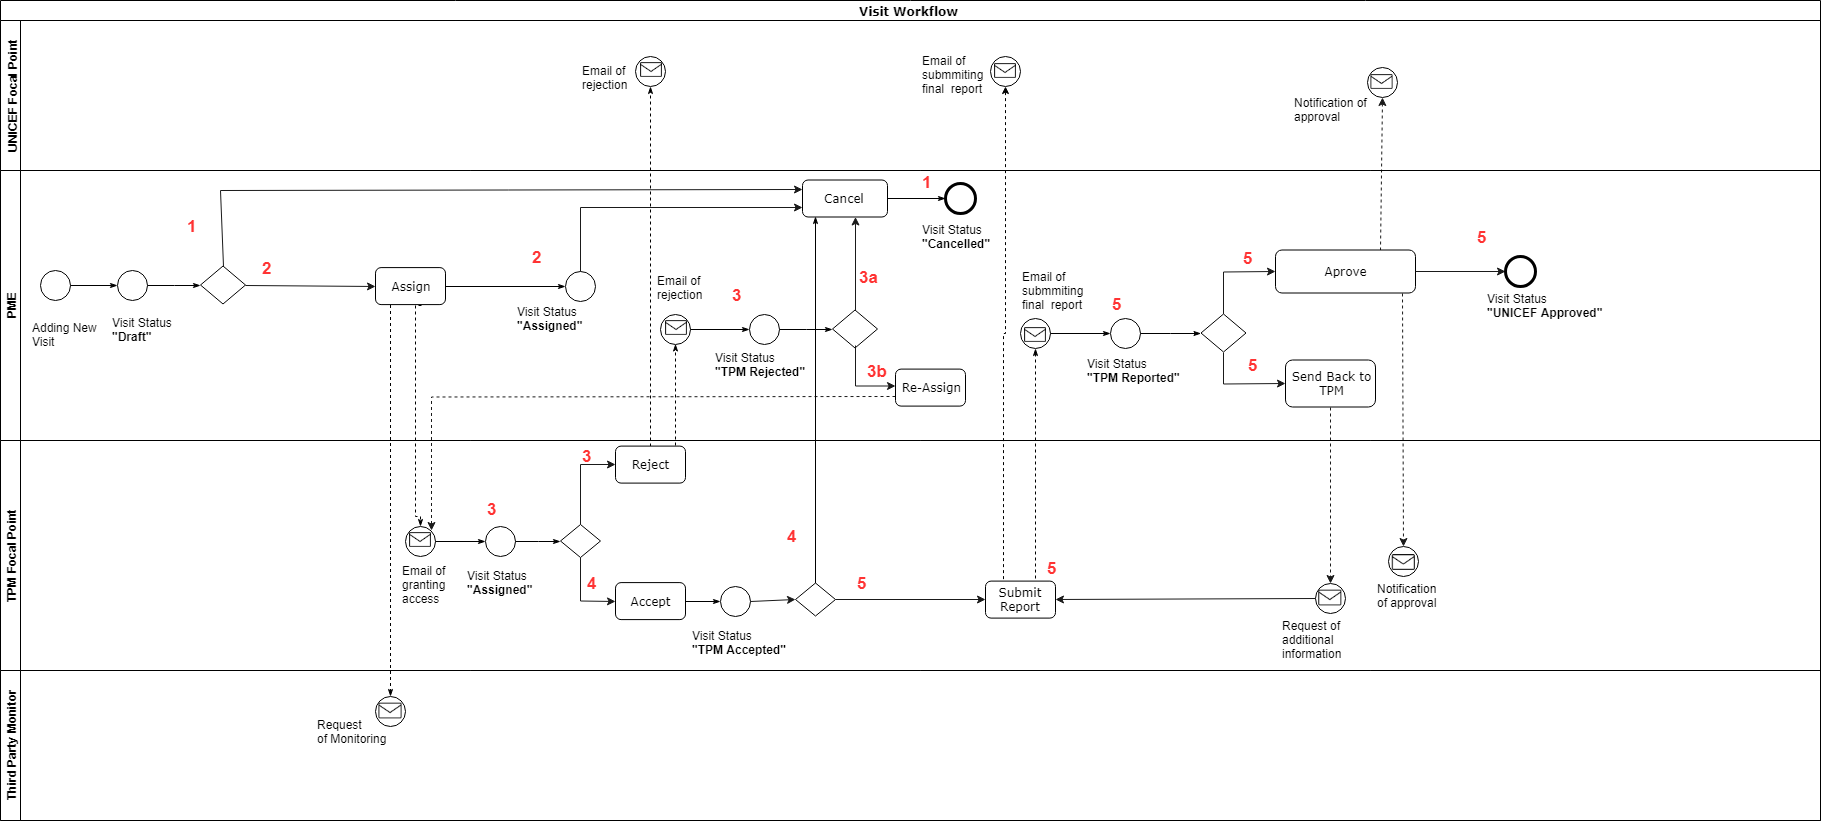 Visit Workflow
UNICEF Focal Point
Email of
rejection
Email of
submmiting
final report
Notification of
approval
PME
1
2
Adding New
Visit
Visit Status
"Draft"
Assign
2
Visit Status
"Assigned"
Cancel
1
Visit Status
"Cancelled"
Email of
rejection
3
Visit Status
"TPM Rejected"
3a
3b
Re-Assign
Email of
submmiting
final report
5
Visit Status
"TPM Reported"
5
5
Aprove
Send Back to
TPM
5
Visit Status
"UNICEF Approved"
TPM Focal Point
Email of
granting
access
3
Visit Status
"Assigned"
3
Reject
4
Accept
Visit Status
"TPM Accepted"
4
5
Submit
Report
5
Request of
additional
information
Notification
of approval
Third Party Monitor
Request
of Monitoring